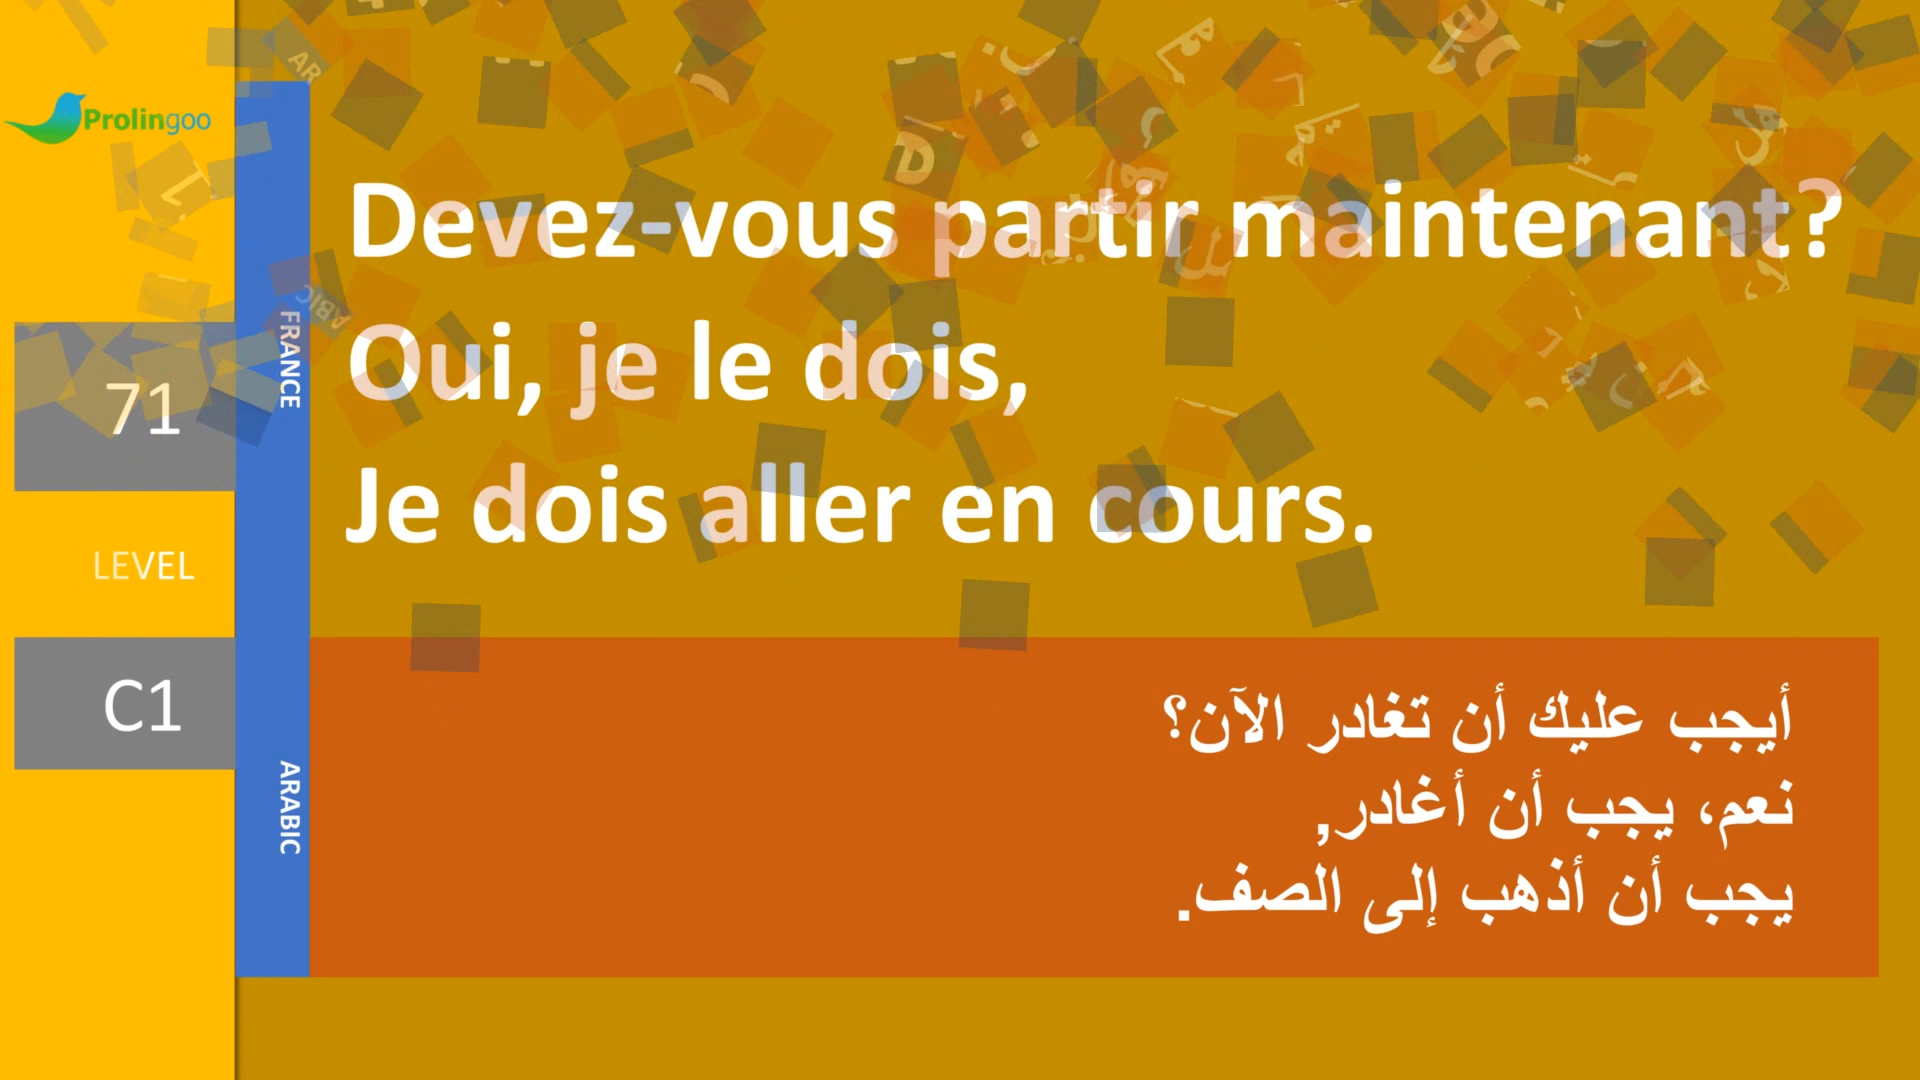 Prolingoo
71
LEVEL
C1
FRANCE
ARABIC
Devez-vous partir maintenant?
Oui, je le dois,
Je dois aller en cours.
أيجب عليك أن تغادر الآن؟
نعم، يجب أن أغادر,
يجب أن أذهب إلى الصف.